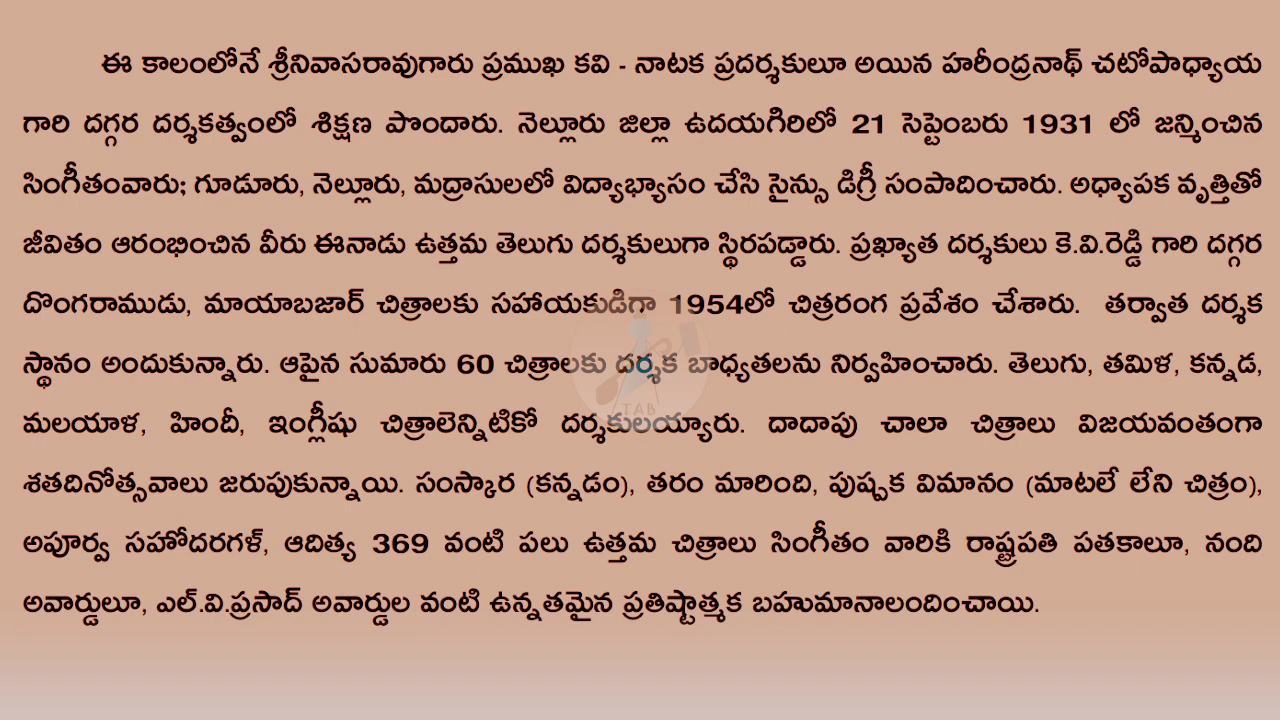 ఈ కాలంలోనే శ్రీనివాసరావుగారు ప్రముఖ కవి - నాటక ప్రదర్శకులూ అయిన హరీంద్రనాథ్ చటోపాధ్యాయ
గారి దగ్గర దర్శకత్వంలో శిక్షణ పొందారు. నెల్లూరు జిల్లా ఉదయగిరిలో 21 సెప్టెంబరు 1931 లో జన్మించిన
సింగీతంవారు; గూడూరు, నెల్లూరు, మద్రాసులలో విద్యాభ్యాసం చేసి సైన్సు డిగ్రీ సంపాదించారు. అధ్యాపక వృత్తితో
జీవితం ఆరంభించిన వీరు ఈనాడు ఉత్తమ తెలుగు దర్శకులుగా స్థిరపడ్డారు. ప్రఖ్యాత దర్శకులు కె.వి.రెడ్డి గారి దగ్గర
దొంగరాముడు, మాయాబజార్ చిత్రాలకు సహాయకుడిగా 1954లో చిత్రరంగ ప్రవేశం చేశారు. తర్వాత దర్శక
స్థానం అందుకున్నారు. ఆపైన సుమారు 60 చిత్రాలకు దర్శక బాధ్యతలను నిర్వహించారు. తెలుగు, తమిళ, కన్నడ,
మలయాళ, హిందీ, ఇంగ్లీషు చిత్రాలెన్నిటికో దర్శకులయ్యారు. దాదాపు చాలా చిత్రాలు విజయవంతంగా
శతదినోత్సవాలు జరుపుకున్నాయి. సంస్కార (కన్నడం), తరం మారింది, పుష్పక విమానం (మాటలే లేని చిత్రం),
అపూర్వ సహోదరగళ్, ఆదిత్య 369 వంటి పలు ఉత్తమ చిత్రాలు సింగీతం వారికి రాష్ట్రపతి పతకాలూ, నంది
అవార్డులూ, ఎల్.వి.ప్రసాద్ అవార్డుల వంటి ఉన్నతమైన ప్రతిష్టాత్మక బహుమానాలందించాయి.
TAB